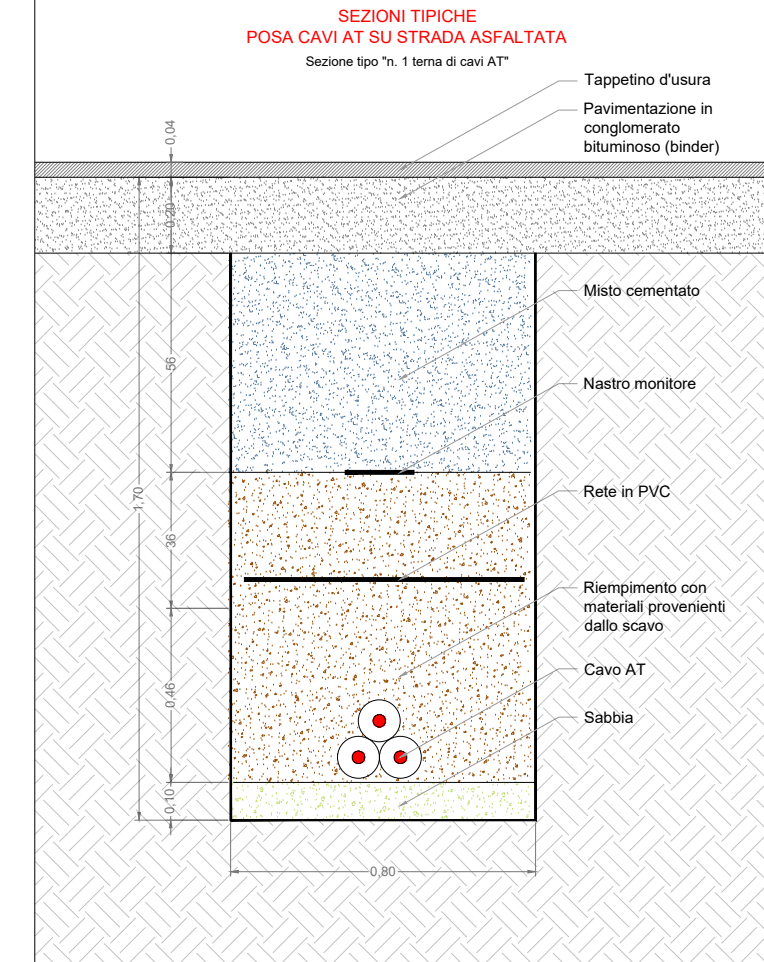 SEZIONI TIPICHE
POSA CAVI AT SU STRADA ASFALTATA
Sezione tipo "n. 1 terna di cavi AT"
Tappetino d'usura
Pavimentazione in
conglomerato
bituminoso (binder)
0,04
0,20
Misto cementato
56
Nastro monitore
Rete in PVC
1,70
36
Riempimento con
materiali provenienti
dallo scavo
Cavo AT
0,46
Sabbia
0,10
0,80